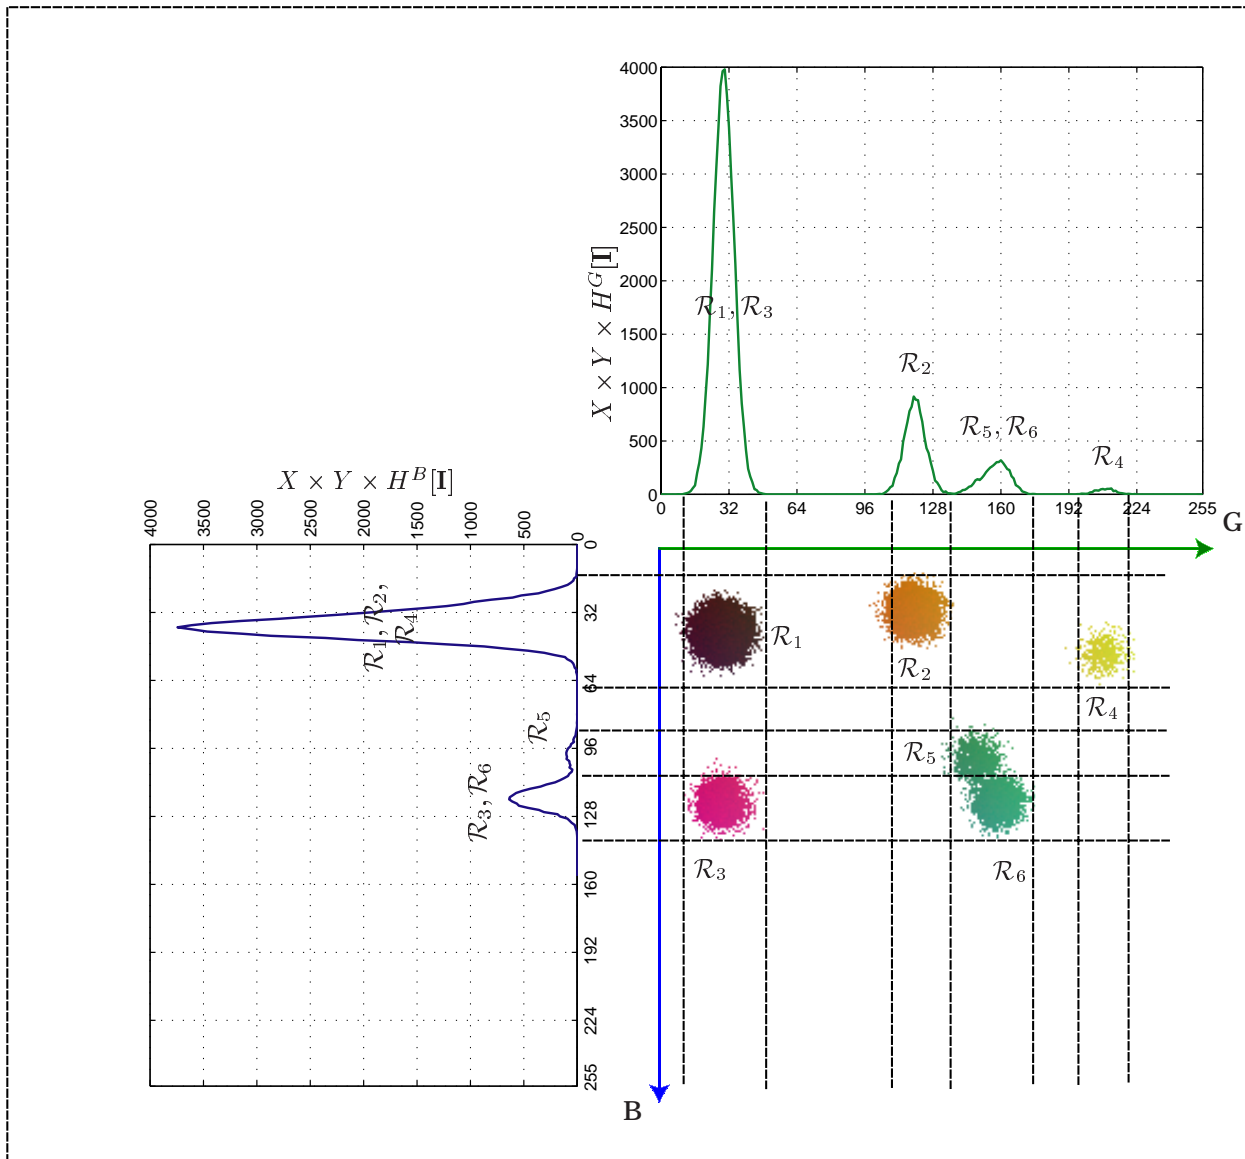 4000
3500
3000
2500
2000
1500
1000
500
0
X × Y × H^G[I]
R₁, R₃
R₂
R₅, R₆
R₄
0 32 64 96 128 160 192 224 255
G
X × Y × H^B[I]
4000 3500 3000 2500 2000 1500 1000 500 0
0
32
64
96
128
160
192
224
255
R₁, R₂,
R₄
R₅
R₃, R₆
R₁
R₂
R₄
R₅
R₃
R₆
B